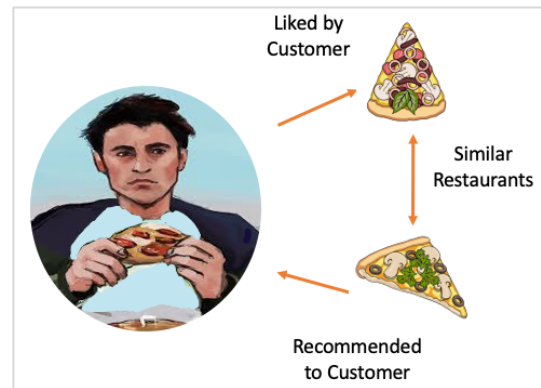 Liked by
Customer
Similar
Restaurants
Recommended
to Customer